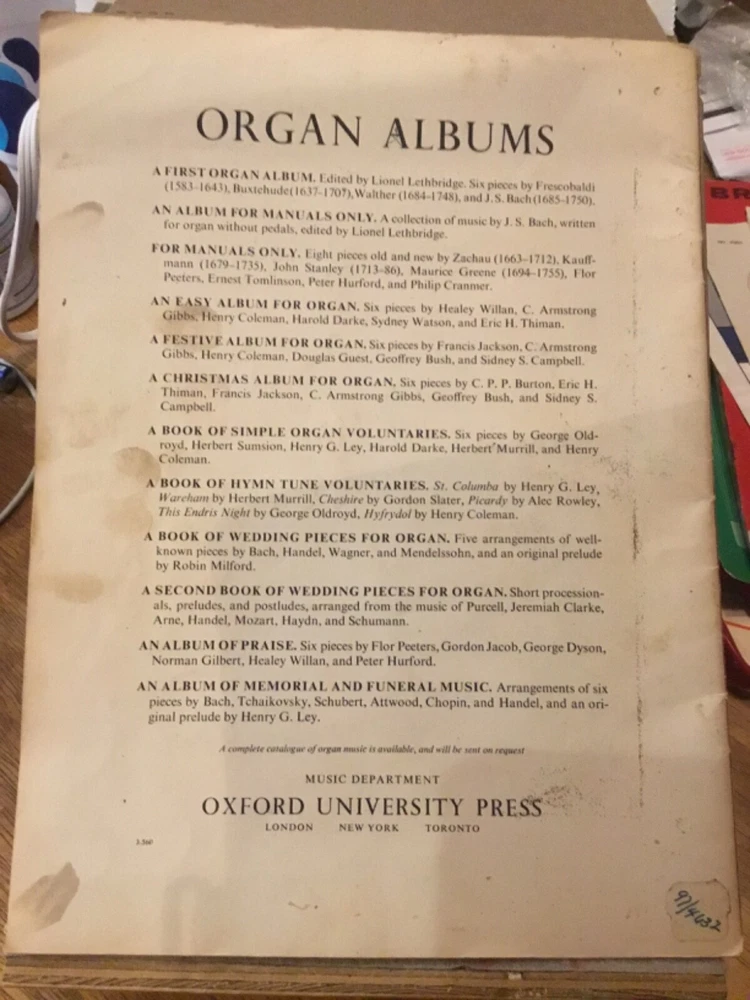 ORGAN ALBUMS
A FIRST ORGAN ALBUM. Edited by Lionel Lethbridge. Six pieces by Frescobaldi
(1583–1643), Buxtehude(1637–1707), Walther (1684–1748), and J. S. Bach (1685–1750).
AN ALBUM FOR MANUALS ONLY. A collection of music by J. S. Bach, written
for organ without pedals, edited by Lionel Lethbridge.
FOR MANUALS ONLY. Eight pieces old and new by Zachau (1663–1712), Kauff-
mann (1679–1735), John Stanley (1713–86), Maurice Greene (1694–1755), Flor
Peeters, Ernest Tomlinson, Peter Hurford, and Philip Cranmer.
AN EASY ALBUM FOR ORGAN. Six pieces by Healey Willan, C. Armstrong
Gibbs, Henry Coleman, Harold Darke, Sydney Watson, and Eric H. Thiman.
A FESTIVE ALBUM FOR ORGAN. Six pieces by Francis Jackson, C. Armstrong
Gibbs, Henry Coleman, Douglas Guest, Geoffrey Bush, and Sidney S. Campbell.
A CHRISTMAS ALBUM FOR ORGAN. Six pieces by C. P. P. Burton, Eric H.
Thiman, Francis Jackson, C. Armstrong Gibbs, Geoffrey Bush, and Sidney S.
Campbell.
A BOOK OF SIMPLE ORGAN VOLUNTARIES. Six pieces by George Old-
royd, Herbert Sumsion, Henry G. Ley, Harold Darke, Herbert Murrill, and Henry
Coleman.
A BOOK OF HYMN TUNE VOLUNTARIES. St. Columba by Henry G. Ley,
Wareham by Herbert Murrill, Cheshire by Gordon Slater, Picardy by Alec Rowley,
This Endris Night by George Oldroyd, Hyfrydol by Henry Coleman.
A BOOK OF WEDDING PIECES FOR ORGAN. Five arrangements of well-
known pieces by Bach, Handel, Wagner, and Mendelssohn, and an original prelude
by Robin Milford.
A SECOND BOOK OF WEDDING PIECES FOR ORGAN. Short procession-
als, preludes, and postludes, arranged from the music of Purcell, Jeremiah Clarke,
Arne, Handel, Mozart, Haydn, and Schumann.
AN ALBUM OF PRAISE. Six pieces by Flor Peeters, Gordon Jacob, George Dyson,
Norman Gilbert, Healey Willan, and Peter Hurford.
AN ALBUM OF MEMORIAL AND FUNERAL MUSIC. Arrangements of six
pieces by Bach, Tchaikovsky, Schubert, Attwood, Chopin, and Handel, and an ori-
ginal prelude by Henry G. Ley.
A complete catalogue of organ music is available, and will be sent on request
MUSIC DEPARTMENT
OXFORD UNIVERSITY PRESS
LONDON NEW YORK TORONTO
97/4632
BR